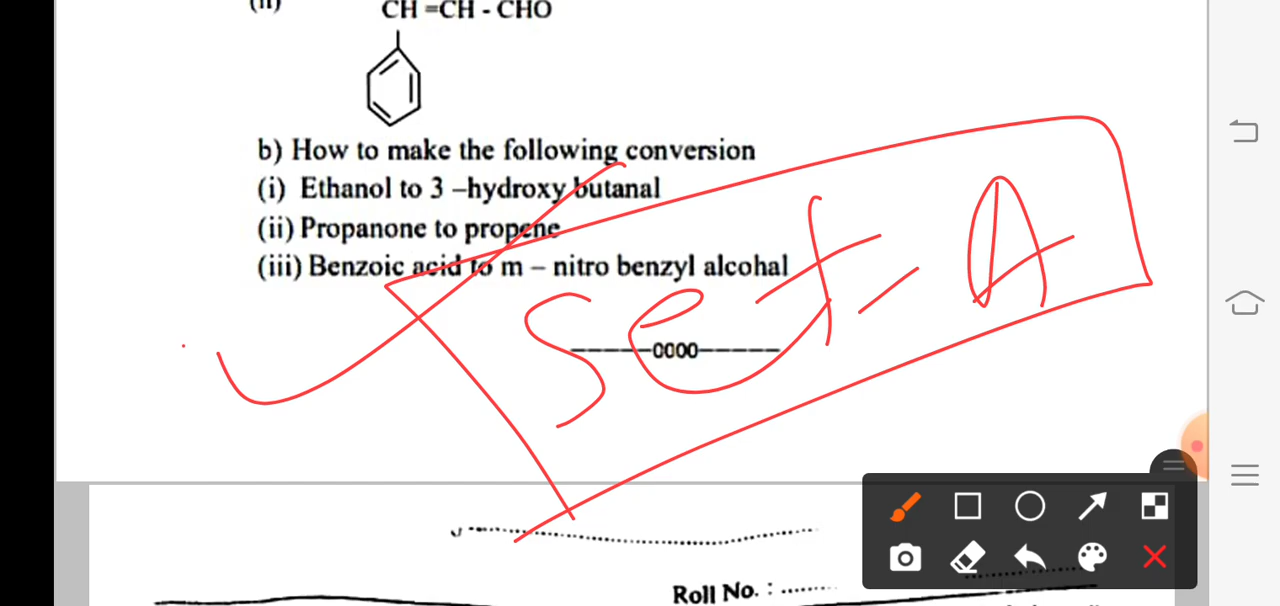 (ii) CH =CH - CHO
b) How to make the following conversion
(i) Ethanol to 3 –hydroxy butanal
(ii) Propanone to propene
(iii) Benzoic acid to m – nitro benzyl alcohal
Set - A
------0000------
Roll No. : ........